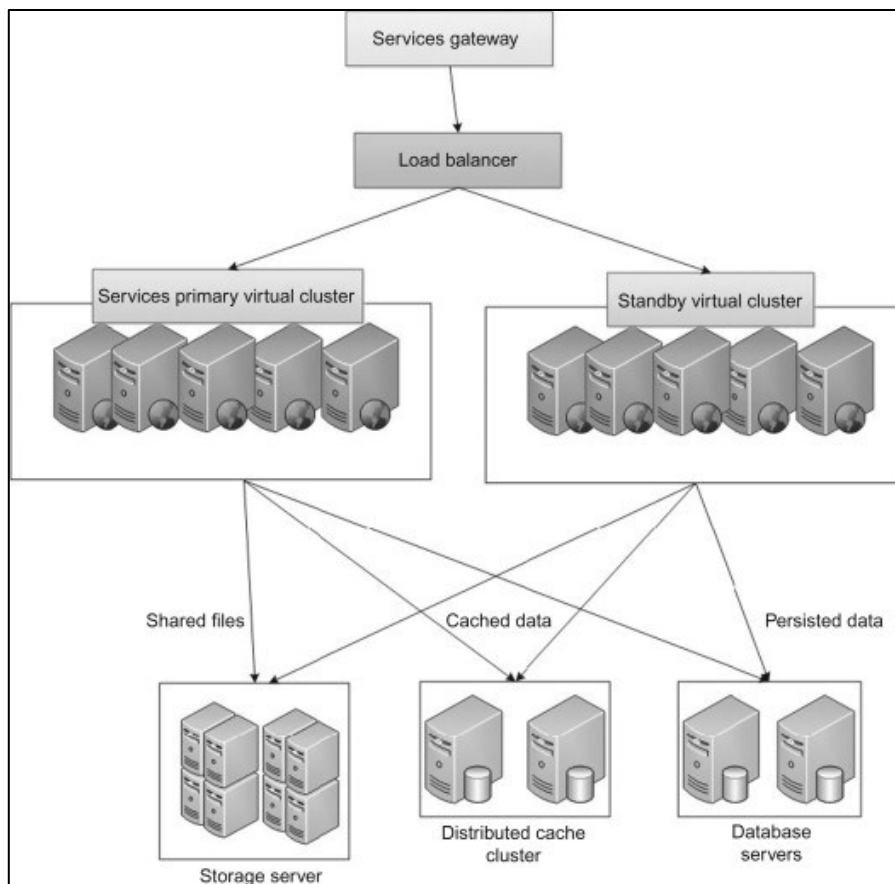 Services gateway
Load balancer
Services primary virtual cluster
Standby virtual cluster
Shared files
Cached data
Persisted data
Storage server
Distributed cache
cluster
Database
servers